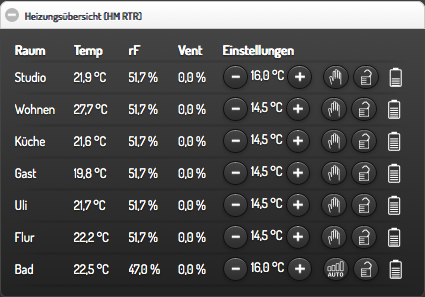 Heizungsübersicht (HM RTR)
Raum Temp rF Vent Einstellungen
Studio 21,9 °C 51,7 % 0,0 % 16,0 °C
Wohnen 27,7 °C 51,7 % 0,0 % 14,5 °C
Küche 21,6 °C 51,7 % 0,0 % 14,5 °C
Gast 19,8 °C 51,7 % 0,0 % 14,5 °C
Uli 21,7 °C 51,7 % 0,0 % 14,5 °C
Flur 22,2 °C 51,7 % 0,0 % 14,5 °C
Bad 22,5 °C 47,0 % 0,0 % 16,0 °C AUTO